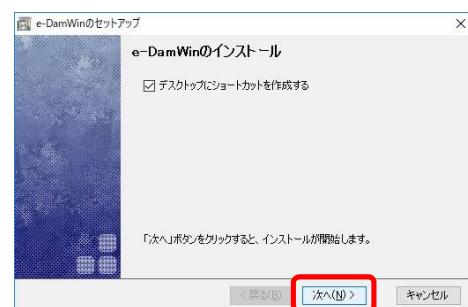 e-DamWinのセットアップ
e-DamWinのインストール
デスクトップにショートカットを作成する
「次へ」ボタンをクリックすると、インストールが開始します。
< 戻る(B)
次へ(N) >
キャンセル